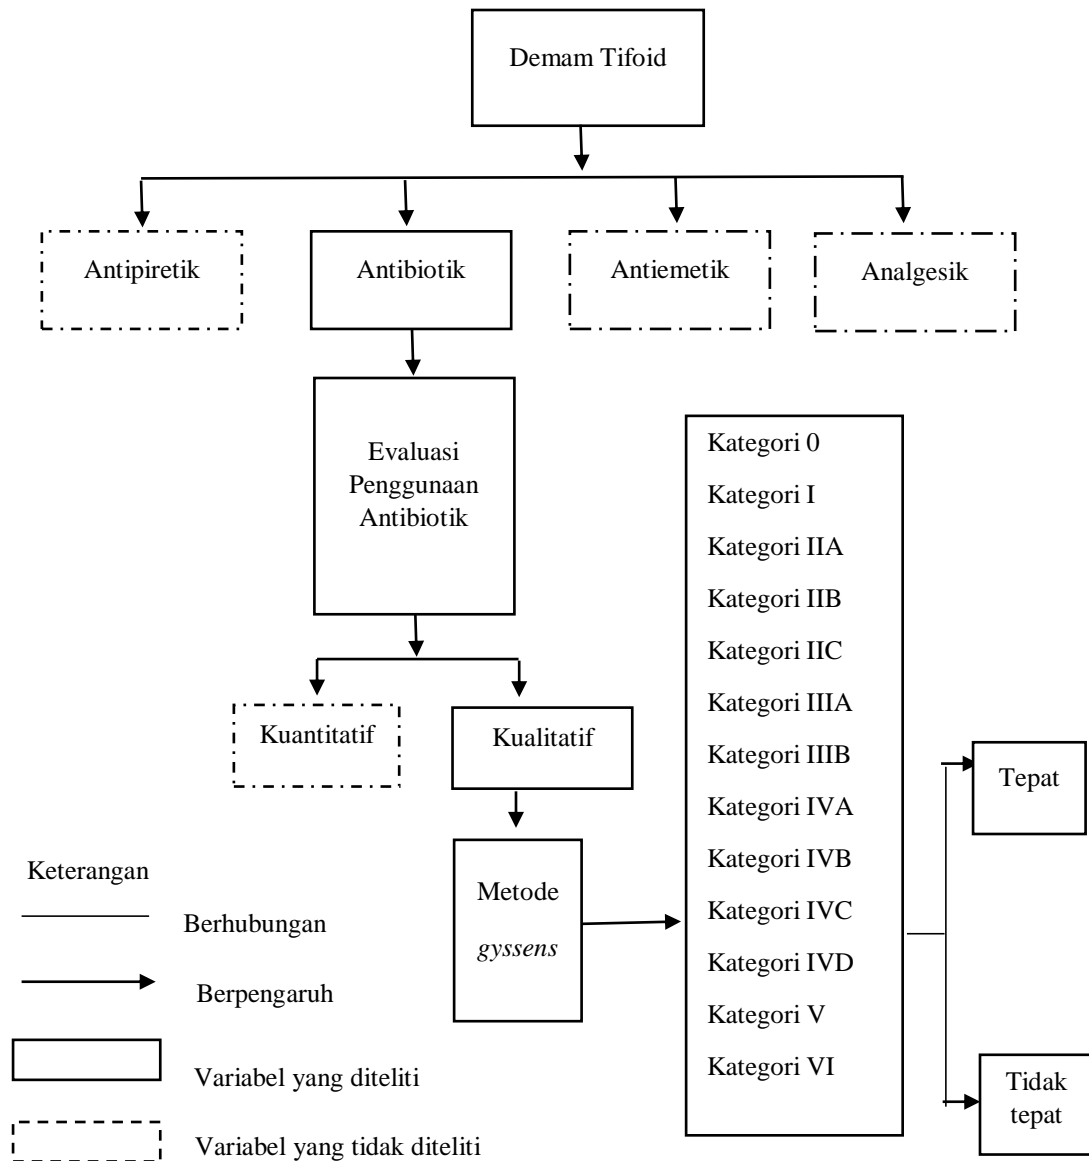 Demam Tifoid
Antipiretik
Antibiotik
Antiemetik
Analgesik
Evaluasi
Penggunaan
Antibiotik
Kuantitatif
Kualitatif
Metode
gyssens
Kategori 0
Kategori I
Kategori IIA
Kategori IIB
Kategori IIC
Kategori IIIA
Kategori IIIB
Kategori IVA
Kategori IVB
Kategori IVC
Kategori IVD
Kategori V
Kategori VI
Tepat
Tidak
tepat
Keterangan
Berhubungan
Berpengaruh
Variabel yang diteliti
Variabel yang tidak diteliti